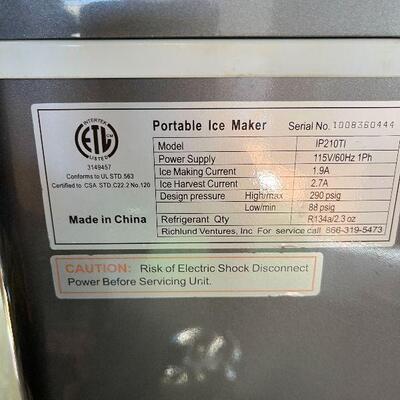 Portable Ice Maker Serial No. 1008360444
INTERTEK
ETL
LISTED
3149457
Conforms to UL STD.563
Certified to CSA STD.C22.2 No.120
Made in China
Model IP210TI
Power Supply 115V/60Hz 1Ph
Ice Making Current 1.9A
Ice Harvest Current 2.7A
Design pressure High/max 290 psig
Low/min 88 psig
Refrigerant Qty R134a/2.3 oz
Richlund Ventures, Inc For service call 866-319-5473
CAUTION: Risk of Electric Shock Disconnect
Power Before Servicing Unit.